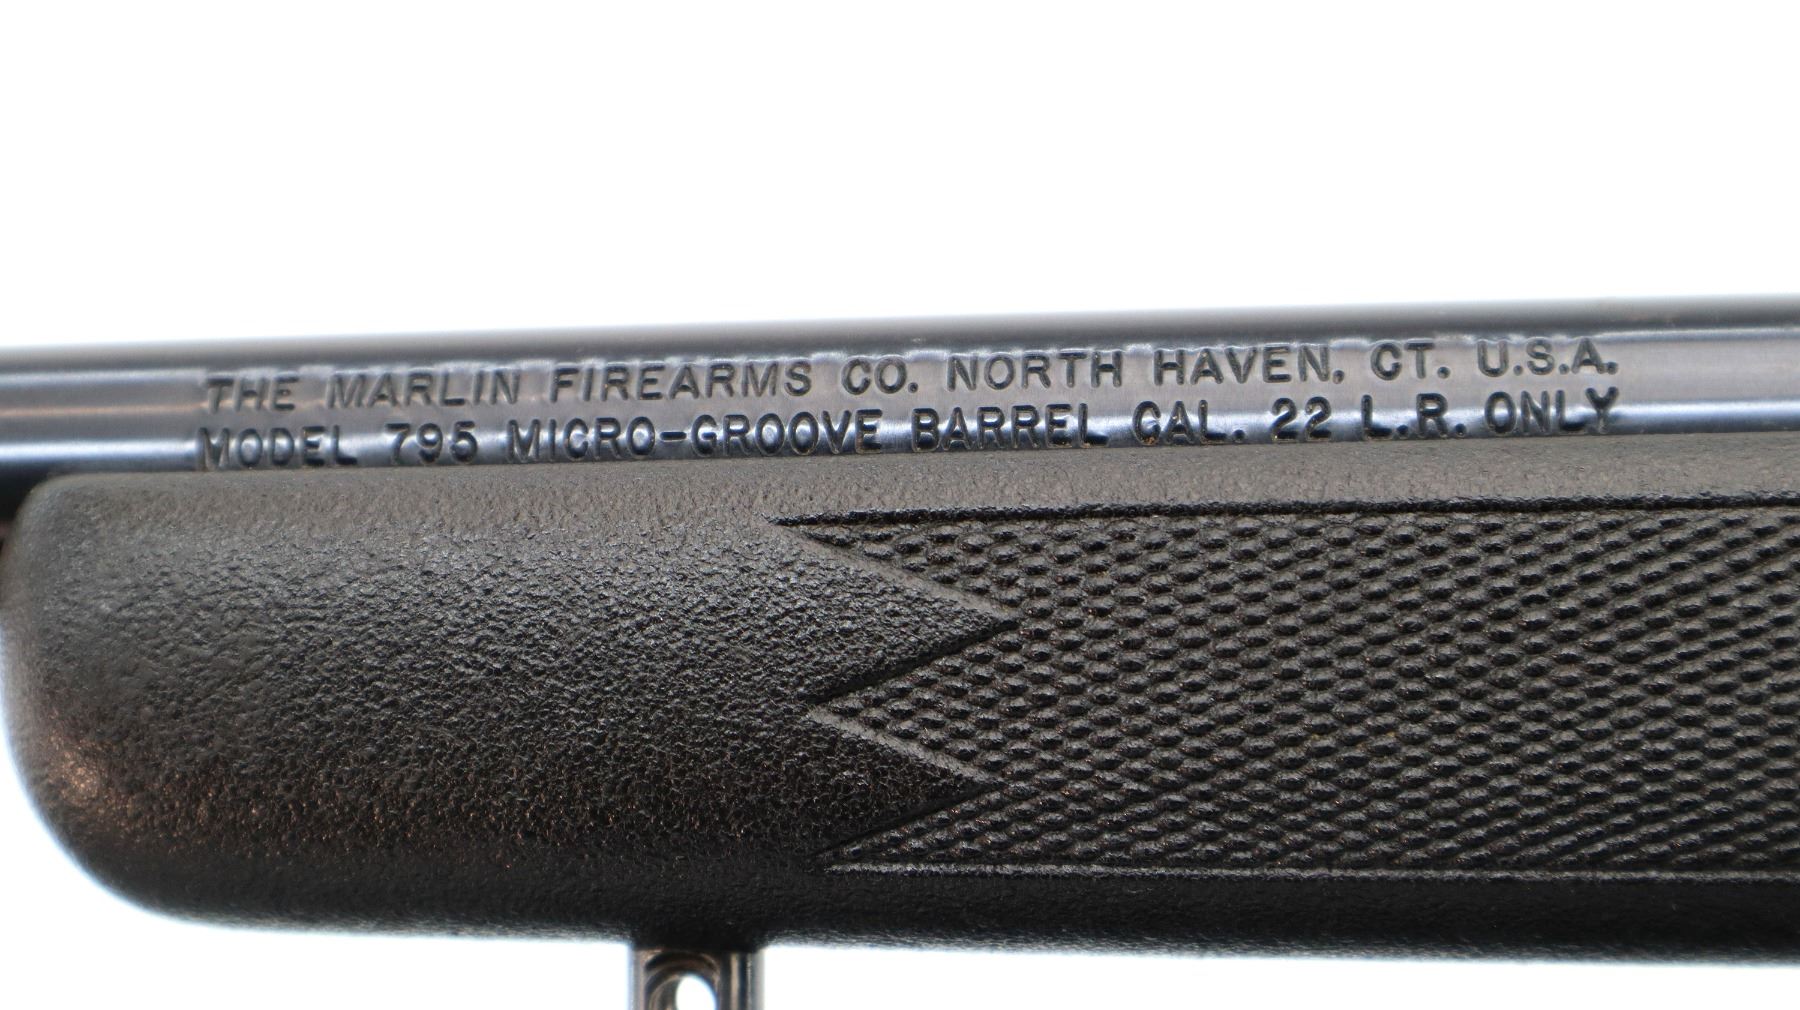 THE MARLIN FIREARMS CO. NORTH HAVEN, CT. U.S.A.
MODEL 795 MICRO-GROOVE BARREL CAL. 22 L.R. ONLY